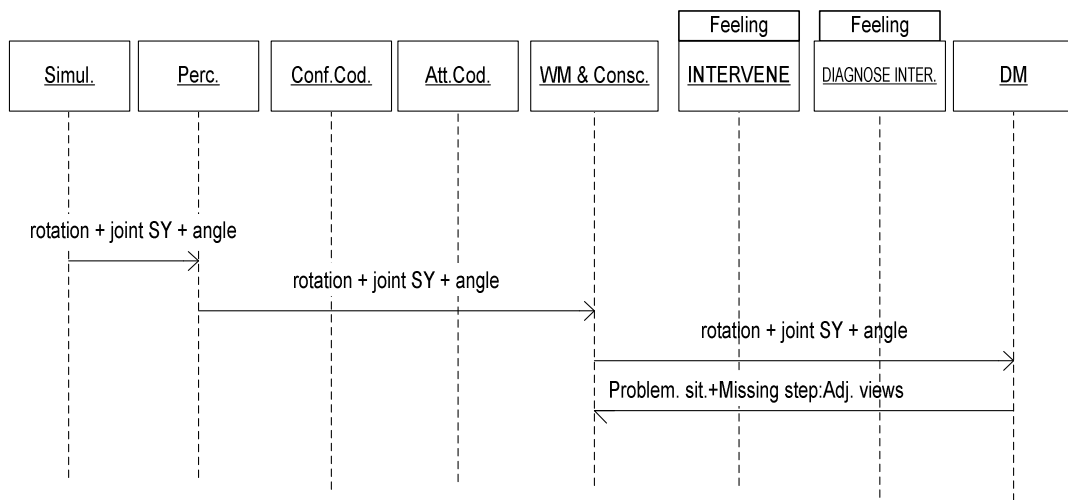 Feeling
Feeling
Simul.
Perc.
Conf.Cod.
Att.Cod.
WM & Consc.
INTERVENE
DIAGNOSE INTER.
DM
rotation + joint SY + angle
rotation + joint SY + angle
rotation + joint SY + angle
Problem. sit.+Missing step:Adj. views